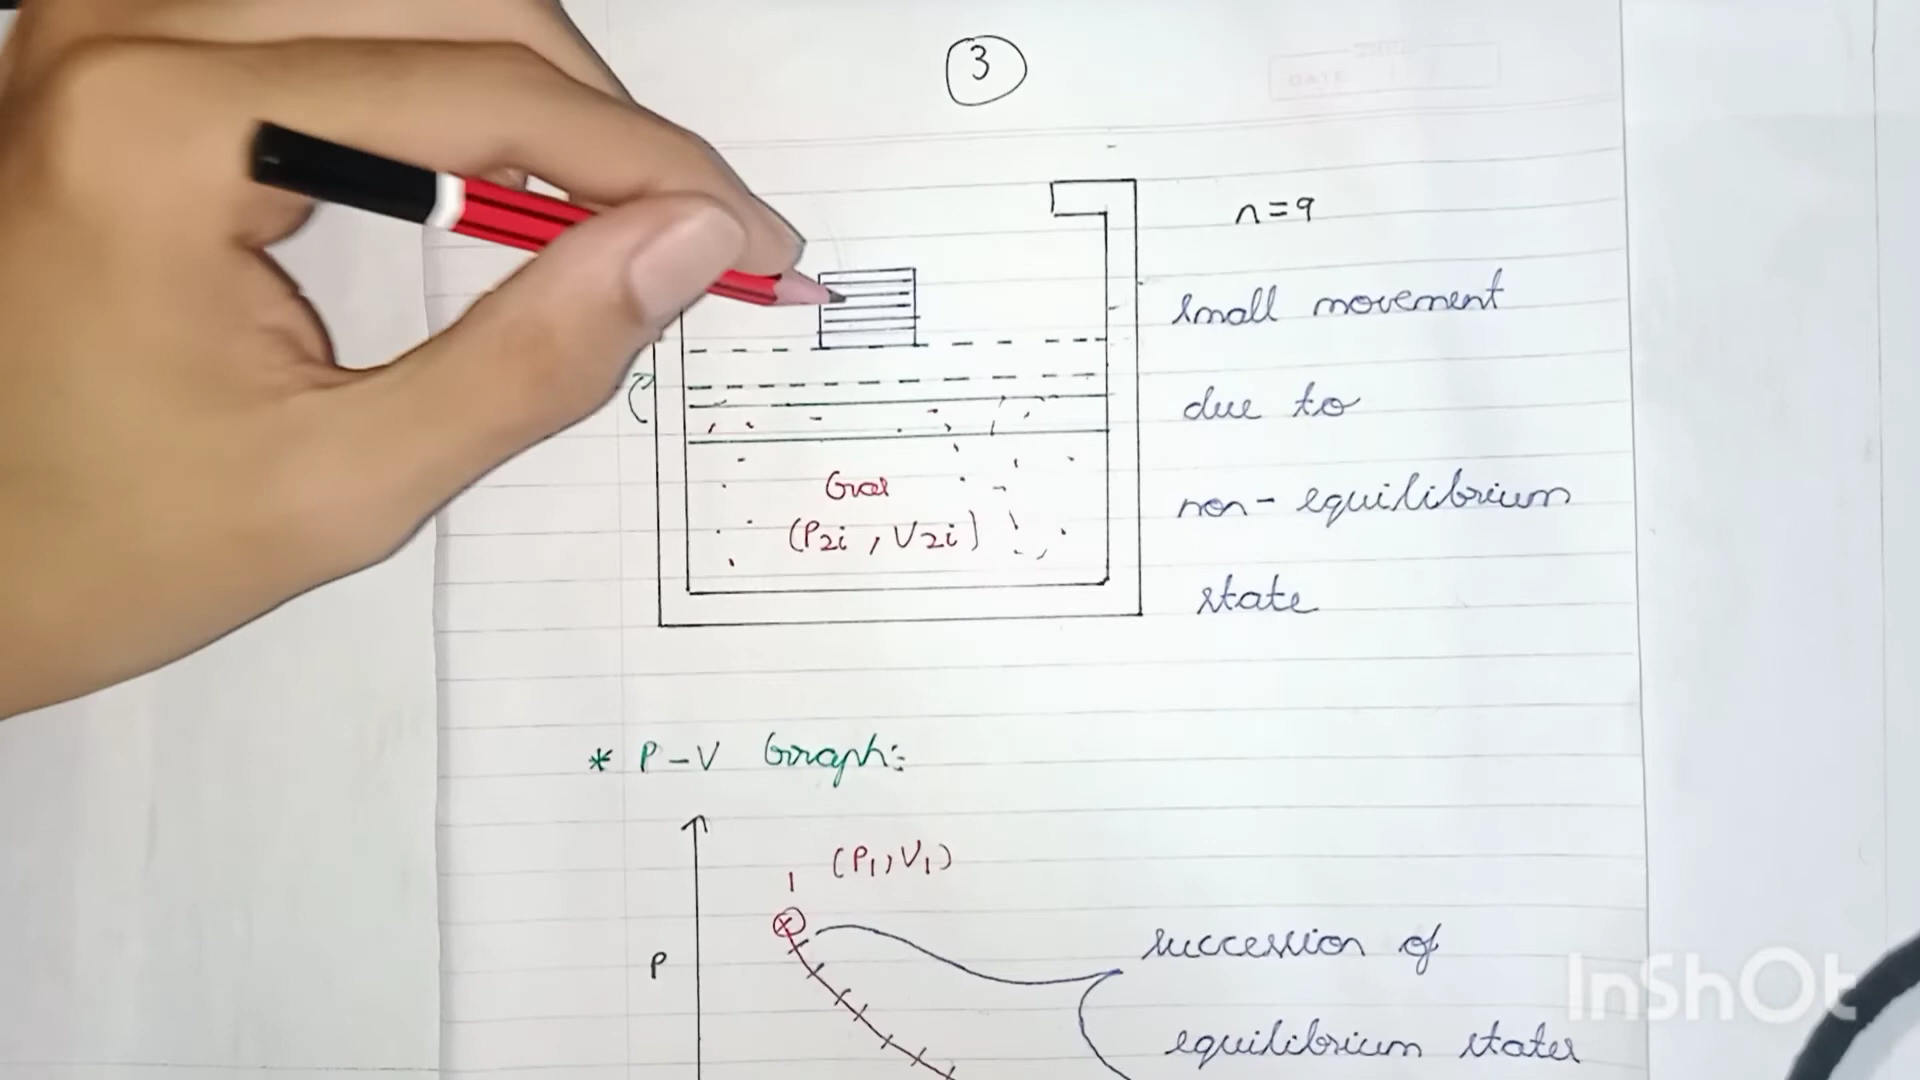 3
DATE
n=9
small movement
due to
non-equilibrium
state
Gas
(P2i, V2i)
* P-V Graph:
1 (P1, V1)
P
succession of
equilibrium states
InShOt